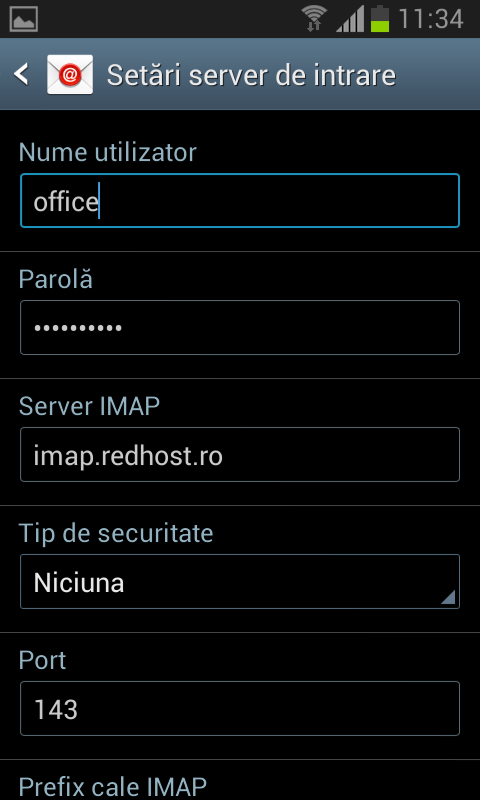 11:34
Setări server de intrare
Nume utilizator
office
Parolă
••••••••••
Server IMAP
imap.redhost.ro
Tip de securitate
Niciuna
Port
143
Prefix cale IMAP